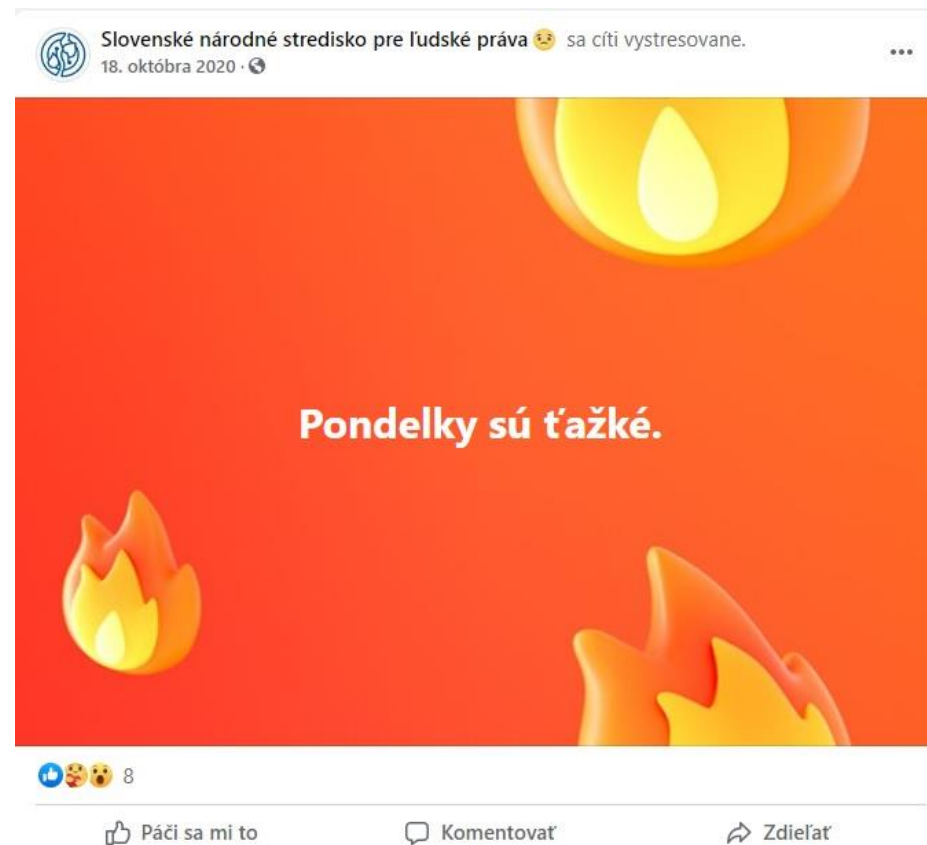 Slovenské národné stredisko pre ľudské práva 😟 sa cíti vystresovane.
18. októbra 2020 ·
Pondelky sú ťažké.
8
Páči sa mi to
Komentovať
Zdieľať